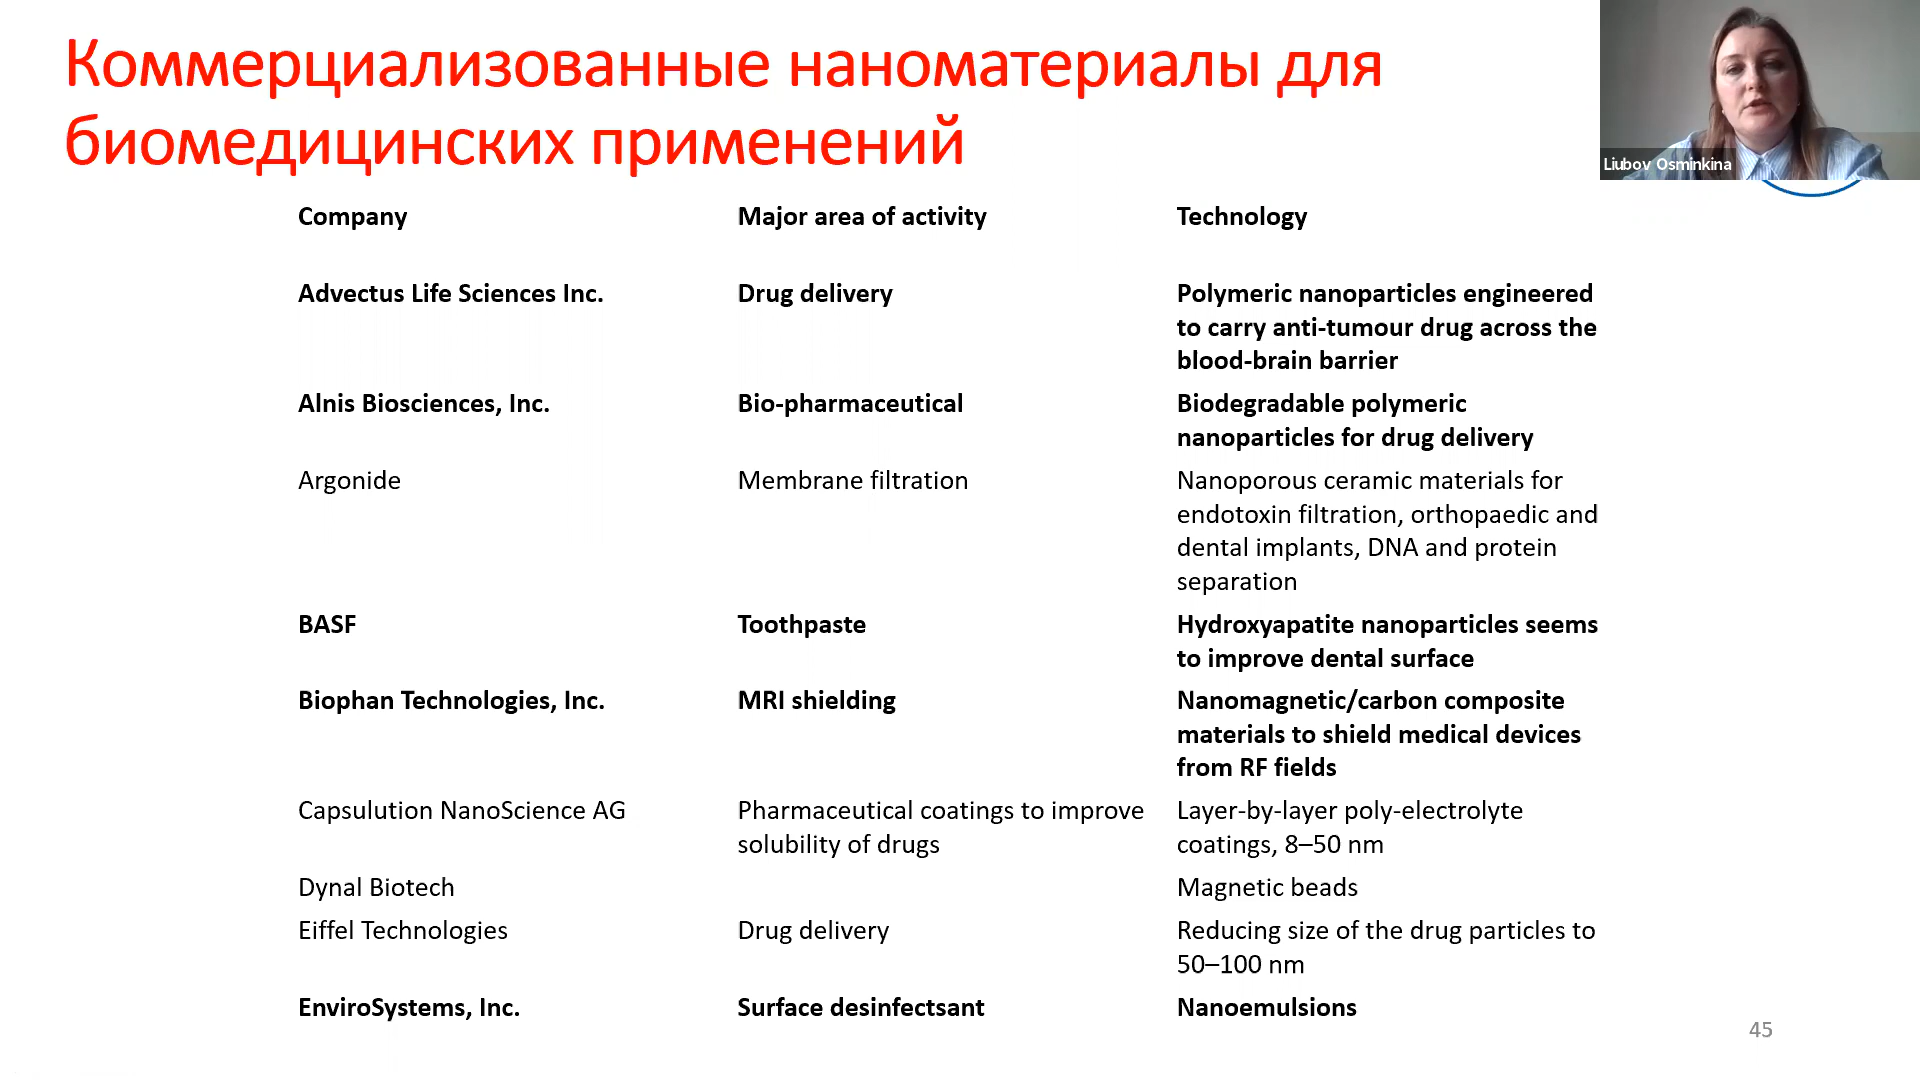 Коммерциализованные наноматериалы для
биомедицинских применений
Liubov Osminkina
Company Major area of activity Technology
Advectus Life Sciences Inc. Drug delivery Polymeric nanoparticles engineered
to carry anti-tumour drug across the
blood-brain barrier
Alnis Biosciences, Inc. Bio-pharmaceutical Biodegradable polymeric
nanoparticles for drug delivery
Argonide Membrane filtration Nanoporous ceramic materials for
endotoxin filtration, orthopaedic and
dental implants, DNA and protein
separation
BASF Toothpaste Hydroxyapatite nanoparticles seems
to improve dental surface
Biophan Technologies, Inc. MRI shielding Nanomagnetic/carbon composite
materials to shield medical devices
from RF fields
Capsulution NanoScience AG Pharmaceutical coatings to improve Layer-by-layer poly-electrolyte
solubility of drugs coatings, 8–50 nm
Dynal Biotech Magnetic beads
Eiffel Technologies Drug delivery Reducing size of the drug particles to
50–100 nm
EnviroSystems, Inc. Surface desinfectsant Nanoemulsions
45